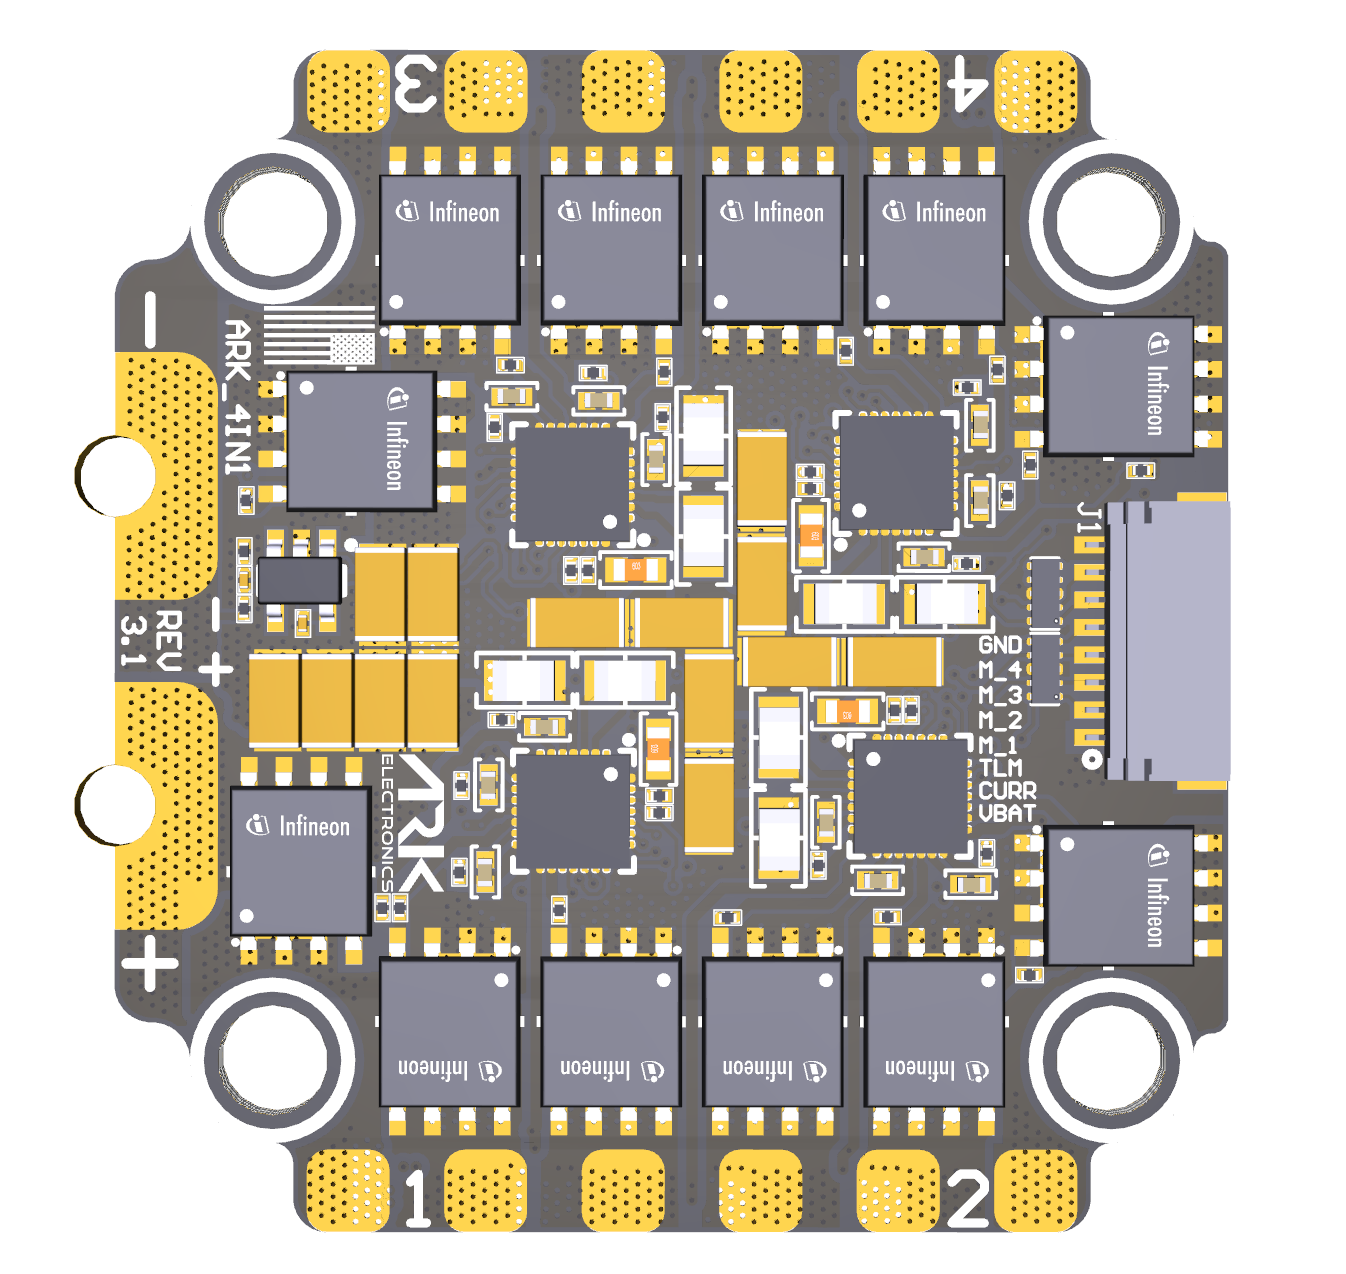 3
4
Infineon
Infineon
Infineon
Infineon
−
ARK_4IN1
Infineon
Infineon
J1
REV
3.1
−
+
GND
M_4
M_3
M_2
M_1
TLM
CURR
VBAT
ARK
ELECTRONICS
Infineon
Infineon
+
Infineon
Infineon
Infineon
Infineon
1
2